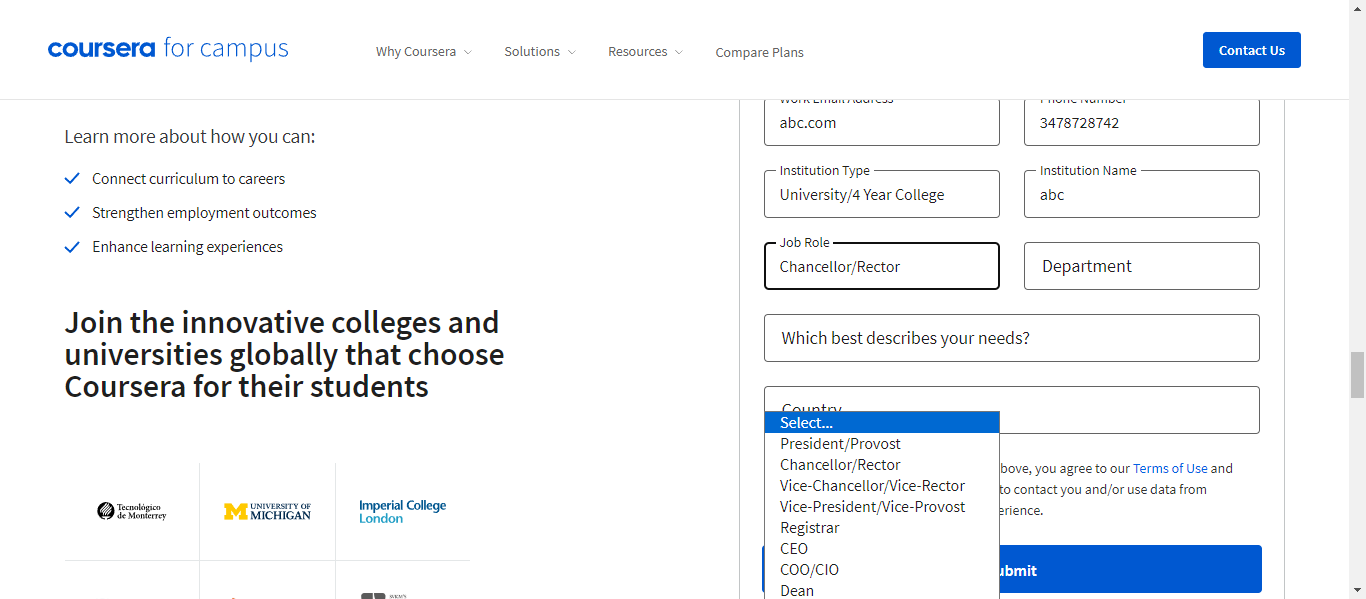 coursera for campus
Why Coursera
Solutions
Resources
Compare Plans
Contact Us
Learn more about how you can:
Connect curriculum to careers
Strengthen employment outcomes
Enhance learning experiences
Join the innovative colleges and
universities globally that choose
Coursera for their students
Tecnológico
de Monterrey
UNIVERSITY OF
MICHIGAN
Imperial College
London
Work Email Address
abc.com
Phone Number
3478728742
Institution Type
University/4 Year College
Institution Name
abc
Job Role
Chancellor/Rector
Department
Which best describes your needs?
Country
Select...
President/Provost
Chancellor/Rector
Vice-Chancellor/Vice-Rector
Vice-President/Vice-Provost
Registrar
CEO
COO/CIO
Dean
bove, you agree to our Terms of Use and
to contact you and/or use data from
erience.
ubmit